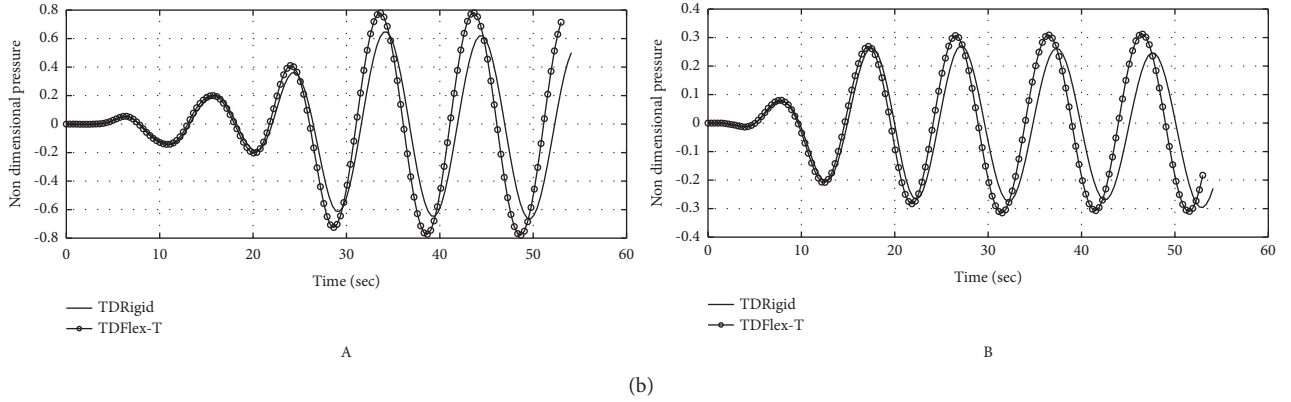 0.8
0.6
0.4
0.2
0
-0.2
-0.4
-0.6
-0.8
Non dimensional pressure
0 10 20 30 40 50 60
Time (sec)
TDRigid
TDFlex-T
A
0.4
0.3
0.2
0.1
0
-0.1
-0.2
-0.3
-0.4
Non dimensional pressure
0 10 20 30 40 50 60
Time (sec)
TDRigid
TDFlex-T
B
(b)